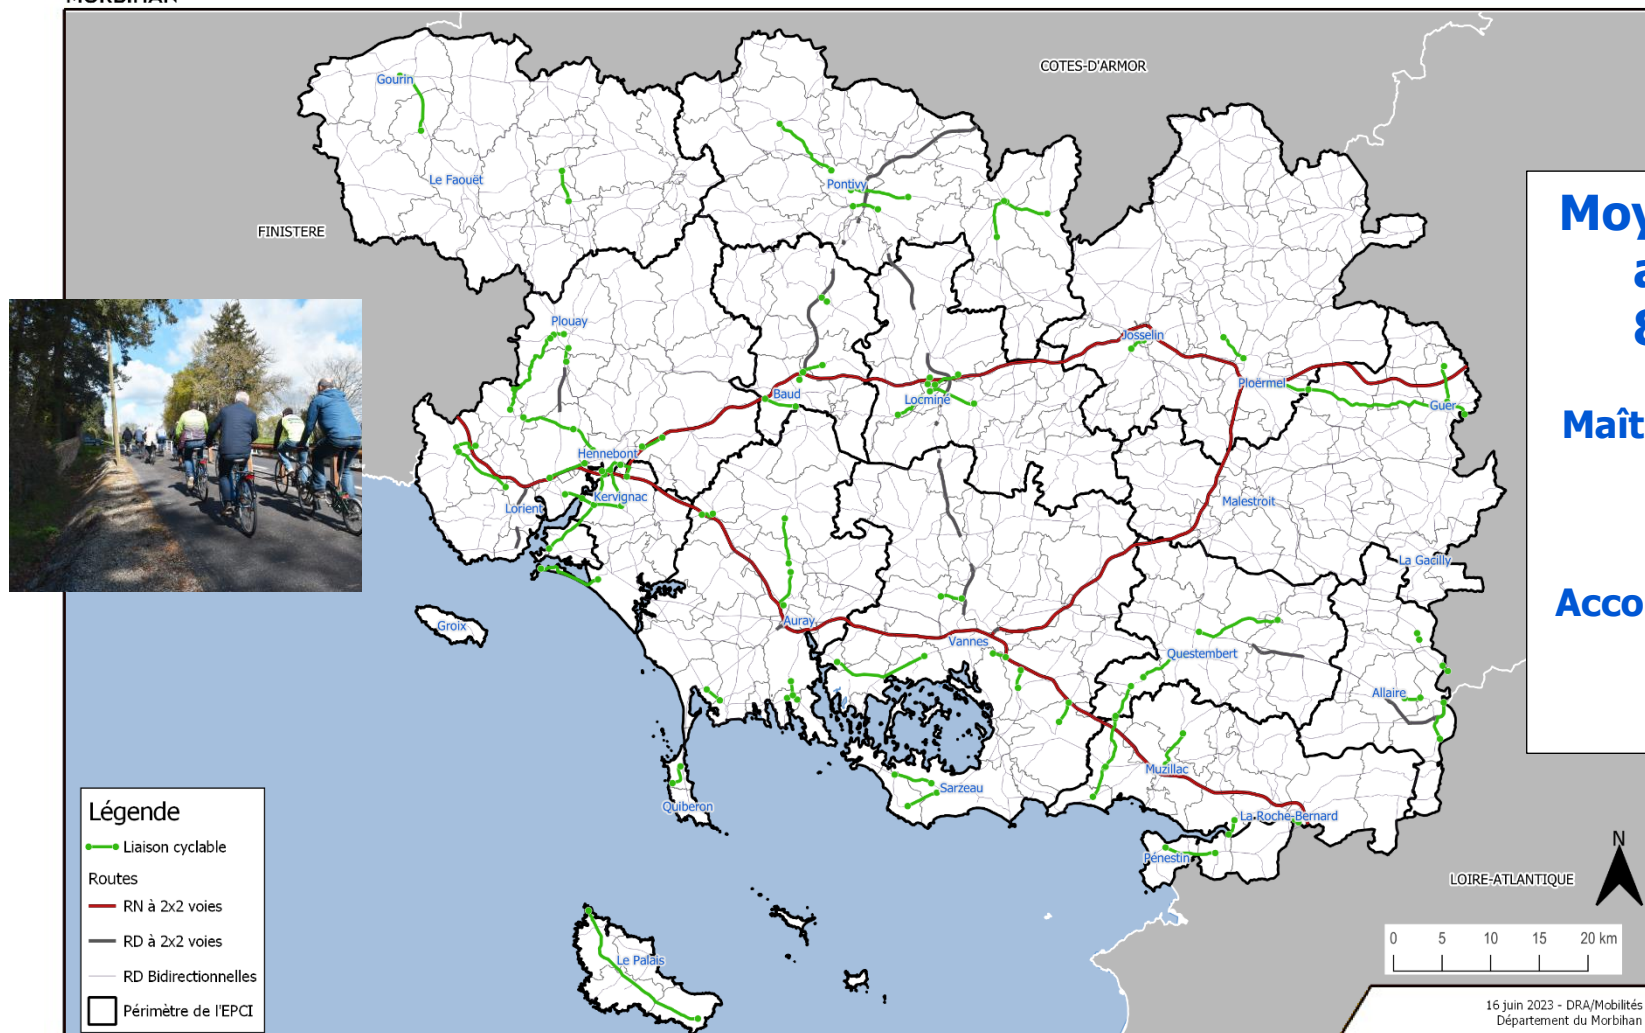 MORBIHAN
COTES-D'ARMOR
Gourin
Le Faouët
Pontivy
FINISTERE
Plouay
Josselin
Ploërmel
Baud
Locminé
Guer
Hennebont
Kervignac
Lorient
Malestroit
La Gacilly
Groix
Auray
Vannes
Questembert
Allaire
Quiberon
Sarzeau
Muzillac
La Roche-Bernard
Pénestin
LOIRE-ATLANTIQUE
Le Palais
Légende
Liaison cyclable
Routes
RN à 2x2 voies
RD à 2x2 voies
RD Bidirectionnelles
Périmètre de l'EPCI
Moy
a
8
Maît
Acco
N
0 5 10 15 20 km
16 juin 2023 - DRA/Mobilités
Département du Morbihan